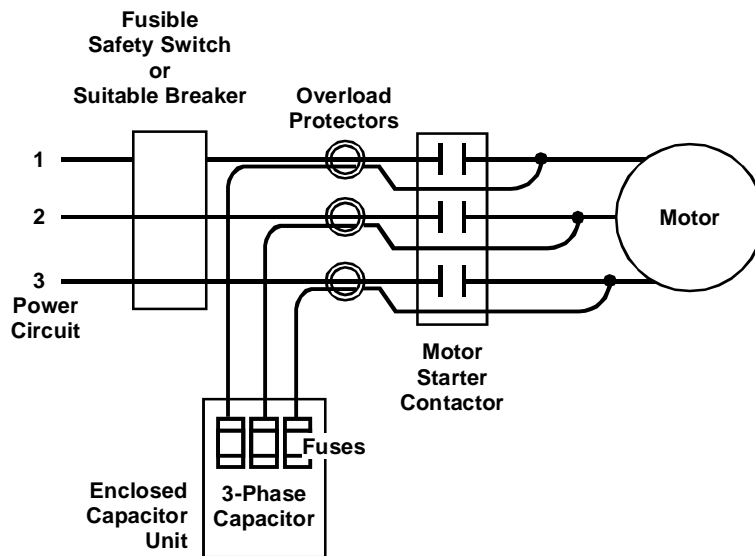 Fusible
Safety Switch
or
Suitable Breaker
Overload
Protectors
1
2
3
Power
Circuit
Motor
Motor
Starter
Contactor
Fuses
Enclosed
Capacitor
Unit
3-Phase
Capacitor